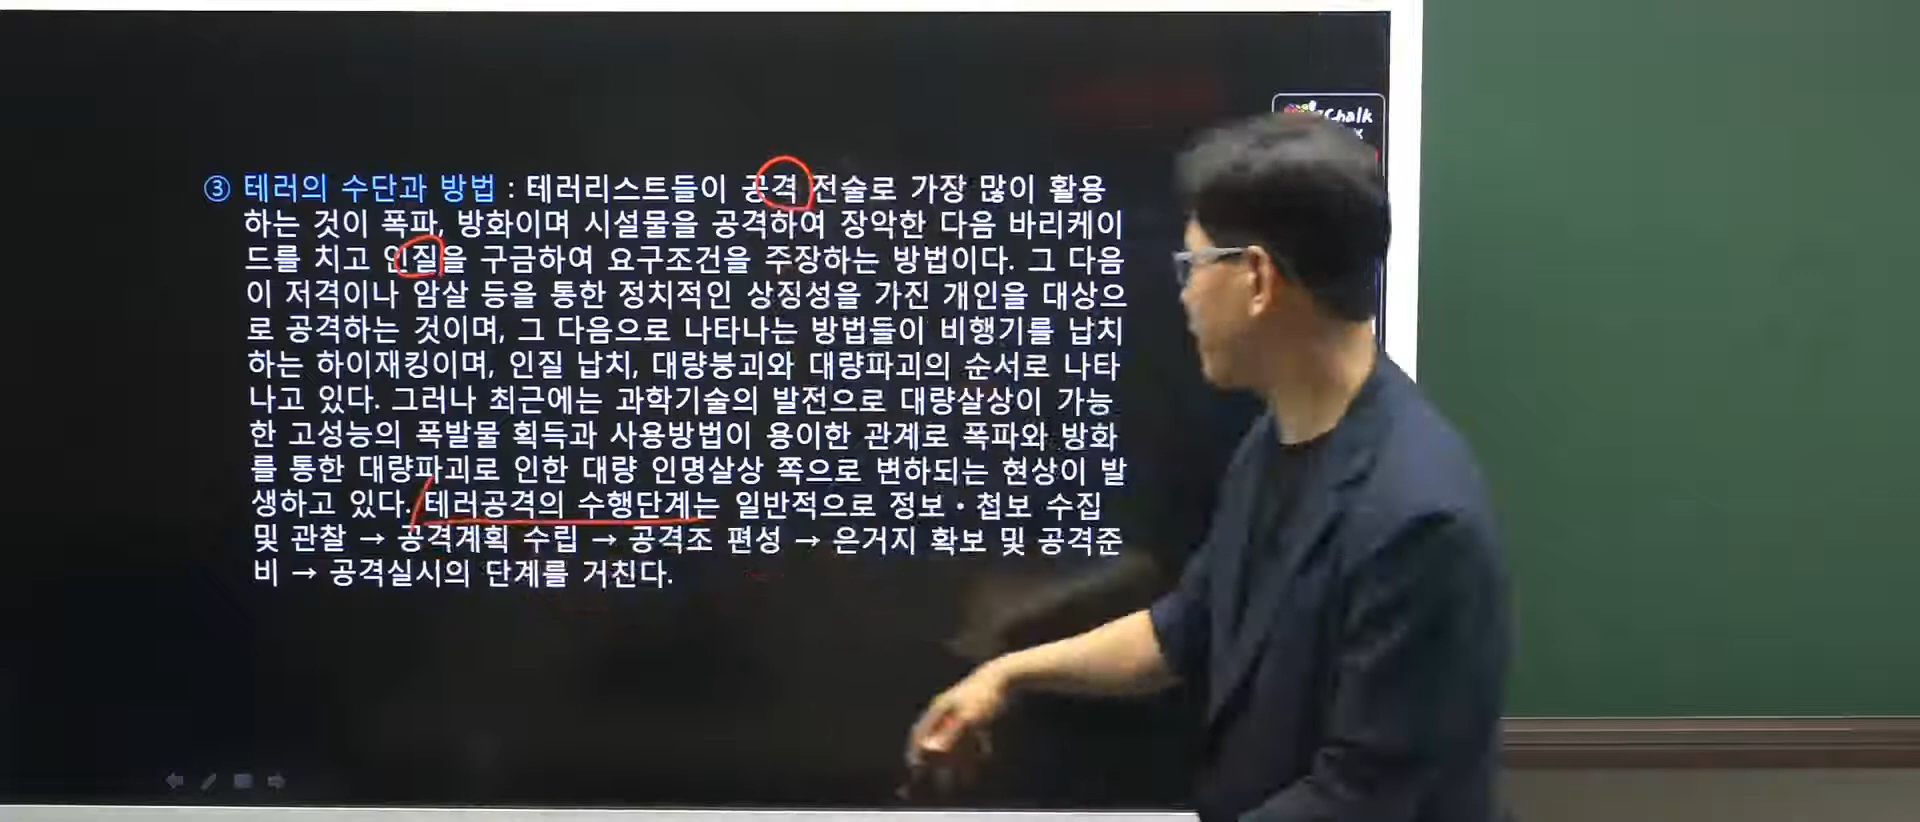 ③ 테러의 수단과 방법 : 테러리스트들이 공격 전술로 가장 많이 활용
하는 것이 폭파, 방화이며 시설물을 공격하여 장악한 다음 바리케이
드를 치고 인질을 구금하여 요구조건을 주장하는 방법이다. 그 다음
이 저격이나 암살 등을 통한 정치적인 상징성을 가진 개인을 대상으
로 공격하는 것이며, 그 다음으로 나타나는 방법들이 비행기를 납치
하는 하이재킹이며, 인질 납치, 대량붕괴와 대량파괴의 순서로 나타
나고 있다. 그러나 최근에는 과학기술의 발전으로 대량살상이 가능
한 고성능의 폭발물 획득과 사용방법이 용이한 관계로 폭파와 방화
를 통한 대량파괴로 인한 대량 인명살상 쪽으로 변하되는 현상이 발
생하고 있다. 테러공격의 수행단계는 일반적으로 정보·첩보 수집
및 관찰 → 공격계획 수립 → 공격조 편성 → 은거지 확보 및 공격준
비 → 공격실시의 단계를 거친다.